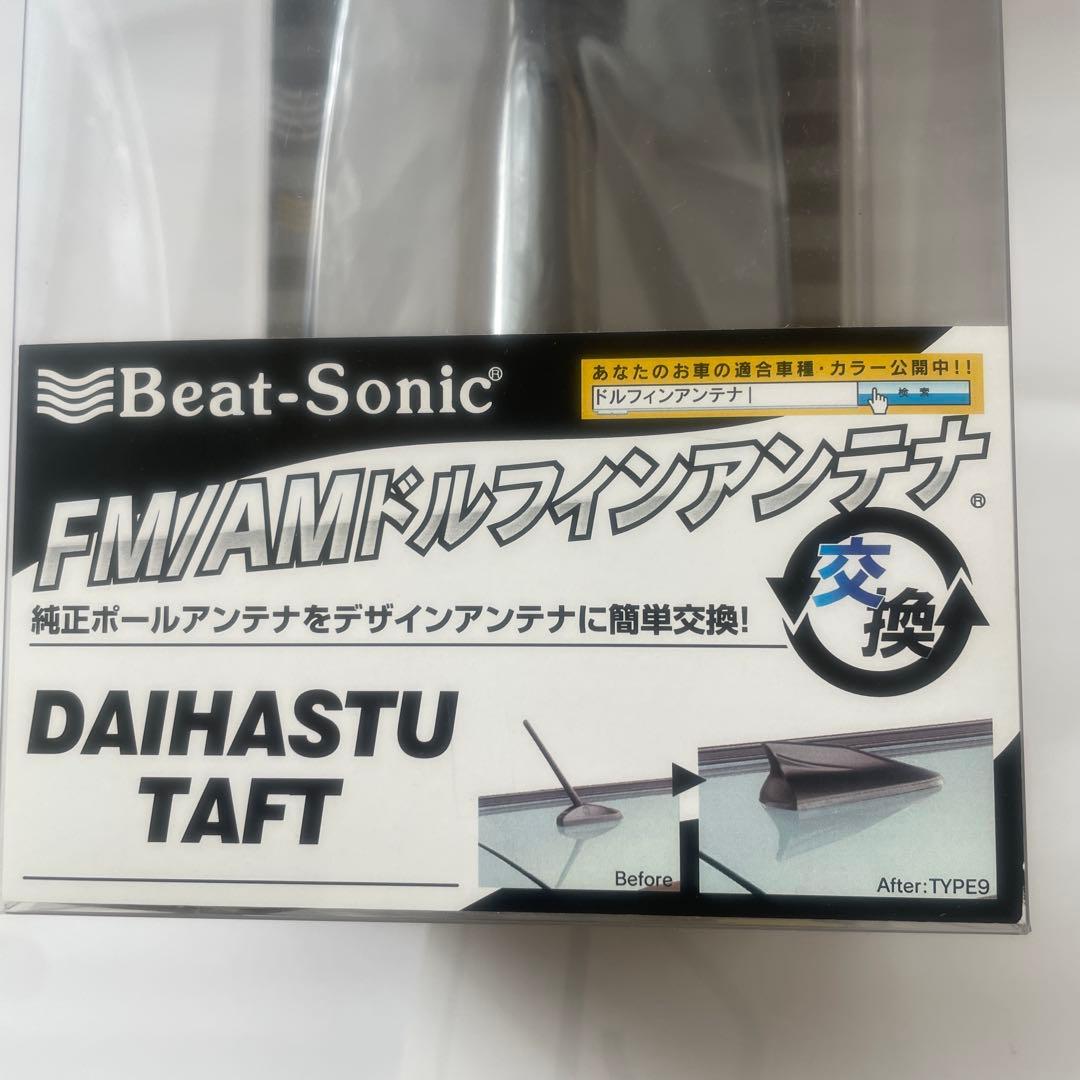 Beat-Sonic®
あなたのお車の適合車種・カラー公開中!!
ドルフィンアンテナ
検索
FM/AMドルフィンアンテナ®
交換
純正ポールアンテナをデザインアンテナに簡単交換!
DAIHASTU
TAFT
Before
After:TYPE9